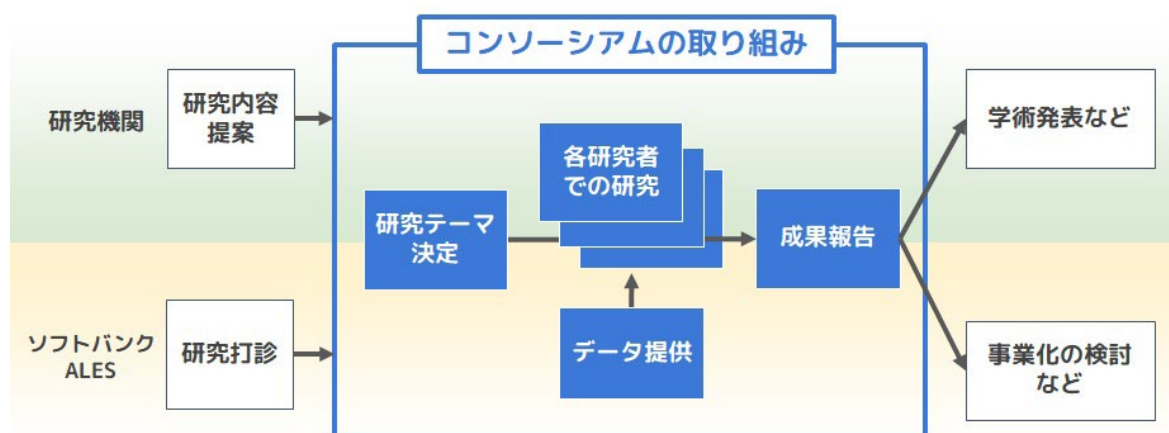 コンソーシアムの取り組み
研究機関
研究内容
提案
各研究者
での研究
研究テーマ
決定
成果報告
学術発表など
ソフトバンク
ALES
研究打診
データ提供
事業化の検討
など